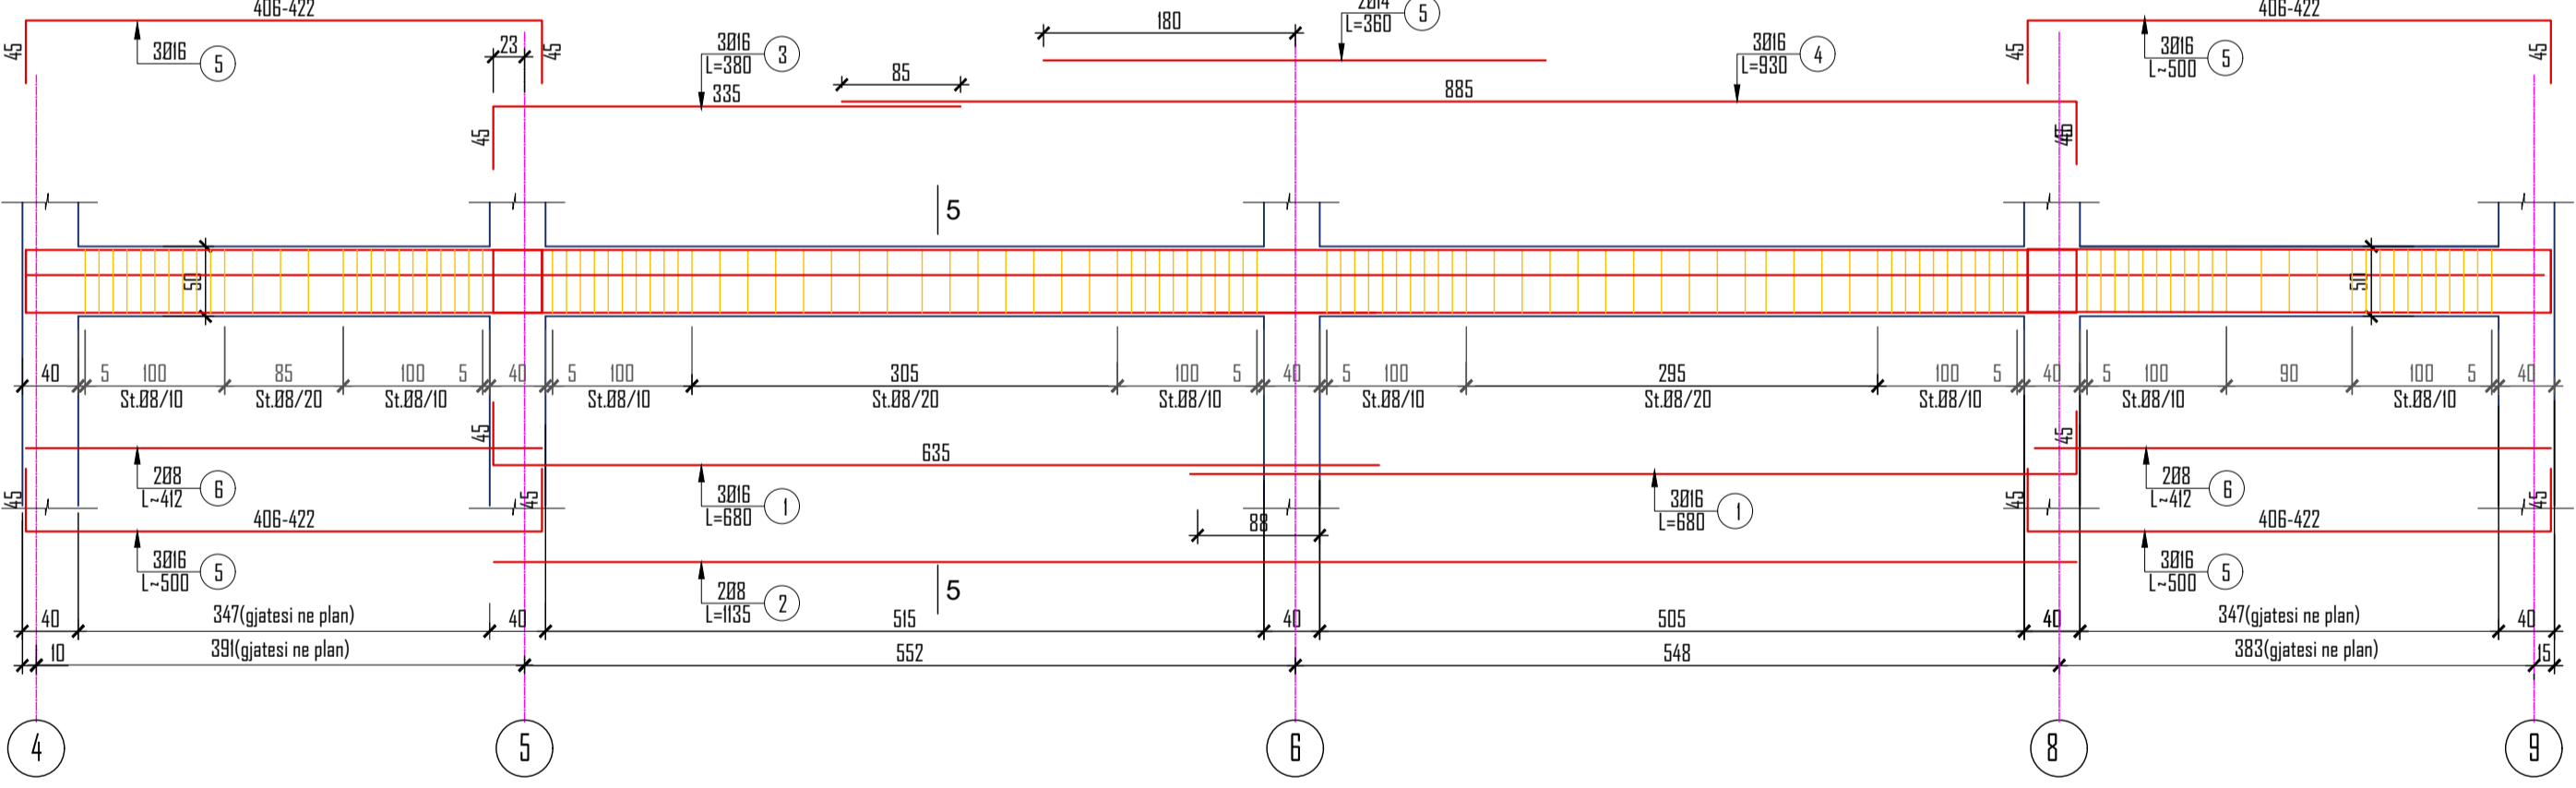 406-422
2Ø14
406-422
180
L=360
5
45
3Ø16
5
23
45
3Ø16
L=380
3
3Ø16
L=930
4
45
3Ø16
L~500
5
45
85
335
885
45
45
5
50
50
40
5
100
85
100
5
40
5
100
305
100
5
40
5
100
295
100
5
40
5
100
90
100
5
40
St.Ø8/10
St.Ø8/20
St.Ø8/10
St.Ø8/10
St.Ø8/20
St.Ø8/10
St.Ø8/10
St.Ø8/20
St.Ø8/10
St.Ø8/10
St.Ø8/10
45
635
45
2Ø8
L~412
6
2Ø8
L~412
6
45
45
3Ø16
L=680
1
3Ø16
L=680
1
45
45
406-422
88
406-422
3Ø16
L~500
5
2Ø8
L=1135
2
5
3Ø16
L~500
5
40
347(gjatesi ne plan)
40
515
40
505
40
347(gjatesi ne plan)
40
10
391(gjatesi ne plan)
552
548
383(gjatesi ne plan)
15
4
5
6
8
9